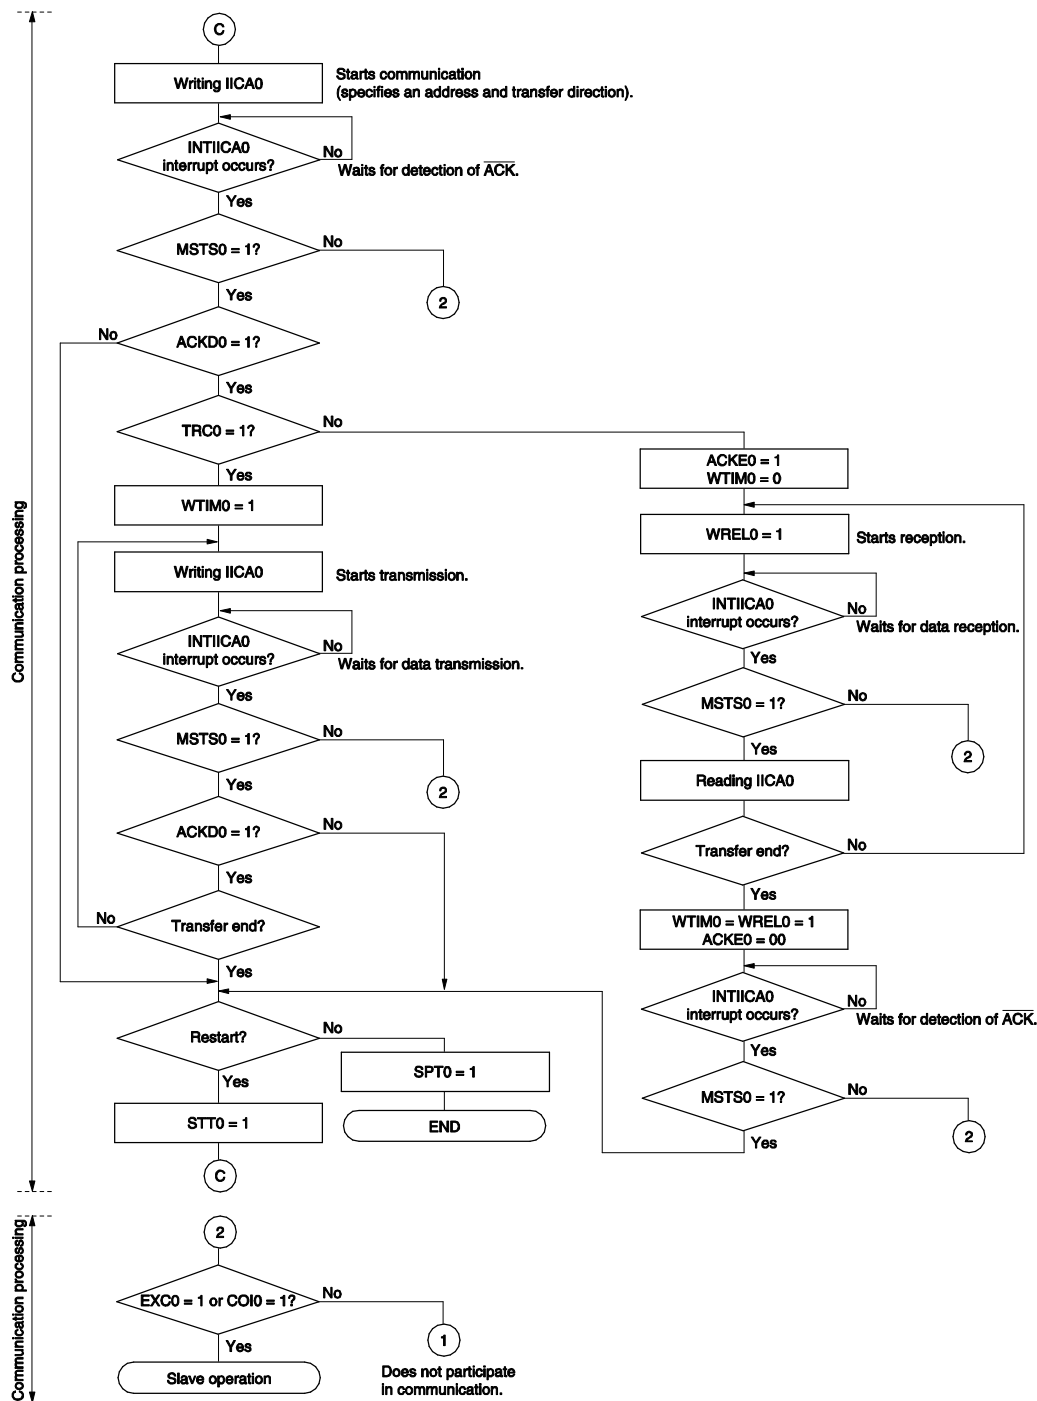 C
Writing IICA0
Starts communication
(specifies an address and transfer direction).
INTIICA0
interrupt occurs?
No
Waits for detection of ACK.
Yes
MSTS0 = 1?
No
2
Yes
ACKD0 = 1?
No
Yes
TRC0 = 1?
No
Yes
WTIM0 = 1
Writing IICA0
Starts transmission.
INTIICA0
interrupt occurs?
No
Waits for data transmission.
Yes
MSTS0 = 1?
No
2
Yes
ACKD0 = 1?
No
Yes
Transfer end?
No
Yes
Restart?
No
SPT0 = 1
END
Yes
STT0 = 1
C
ACKE0 = 1
WTIM0 = 0
WREL0 = 1
Starts reception.
INTIICA0
interrupt occurs?
No
Waits for data reception.
Yes
MSTS0 = 1?
No
2
Yes
Reading IICA0
Transfer end?
No
Yes
WTIM0 = WREL0 = 1
ACKE0 = 00
INTIICA0
interrupt occurs?
No
Waits for detection of ACK.
Yes
MSTS0 = 1?
No
2
Yes
Communication processing
2
EXC0 = 1 or COI0 = 1?
No
1
Does not participate
in communication.
Yes
Slave operation
Communication processing